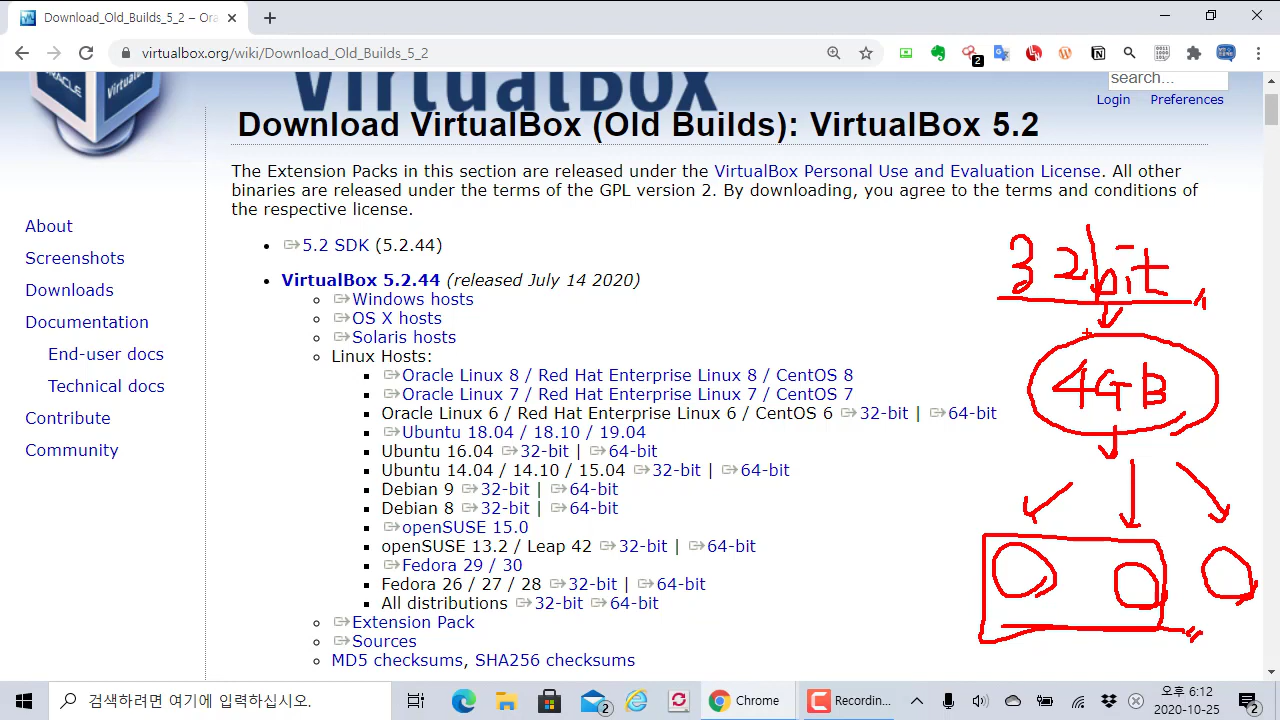 Download_Old_Builds_5_2 – Ora
virtualbox.org/wiki/Download_Old_Builds_5_2
2
ORACLE
VirtualBox
search...
Login Preferences
Download VirtualBox (Old Builds): VirtualBox 5.2
The Extension Packs in this section are released under the VirtualBox Personal Use and Evaluation License. All other
binaries are released under the terms of the GPL version 2. By downloading, you agree to the terms and conditions of
the respective license.
About
Screenshots
Downloads
Documentation
End-user docs
Technical docs
Contribute
Community
5.2 SDK (5.2.44)
VirtualBox 5.2.44 (released July 14 2020)
Windows hosts
OS X hosts
Solaris hosts
Linux Hosts:
Oracle Linux 8 / Red Hat Enterprise Linux 8 / CentOS 8
Oracle Linux 7 / Red Hat Enterprise Linux 7 / CentOS 7
Oracle Linux 6 / Red Hat Enterprise Linux 6 / CentOS 6 32-bit | 64-bit
Ubuntu 18.04 / 18.10 / 19.04
Ubuntu 16.04 32-bit | 64-bit
Ubuntu 14.04 / 14.10 / 15.04 32-bit | 64-bit
Debian 9 32-bit | 64-bit
Debian 8 32-bit | 64-bit
openSUSE 15.0
openSUSE 13.2 / Leap 42 32-bit | 64-bit
Fedora 29 / 30
Fedora 26 / 27 / 28 32-bit | 64-bit
All distributions 32-bit 64-bit
Extension Pack
Sources
MD5 checksums, SHA256 checksums
32bit
4GB
검색하려면 여기에 입력하십시오.
2
Chrome
Recordin...
오후 6:12
2020-10-25
2